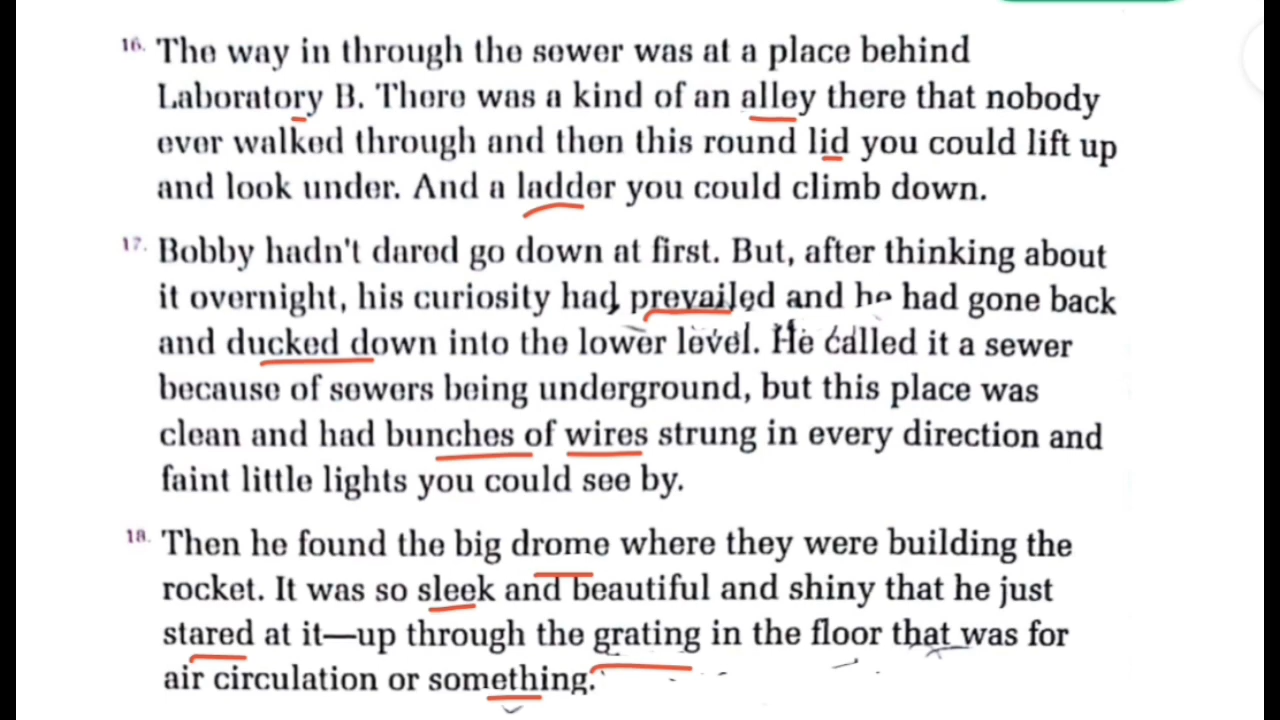 16. The way in through the sewer was at a place behind
Laboratory B. There was a kind of an alley there that nobody
ever walked through and then this round lid you could lift up
and look under. And a ladder you could climb down.
17. Bobby hadn't dared go down at first. But, after thinking about
it overnight, his curiosity had prevailed and he had gone back
and ducked down into the lower level. He called it a sewer
because of sewers being underground, but this place was
clean and had bunches of wires strung in every direction and
faint little lights you could see by.
18. Then he found the big drome where they were building the
rocket. It was so sleek and beautiful and shiny that he just
stared at it—up through the grating in the floor that was for
air circulation or something.